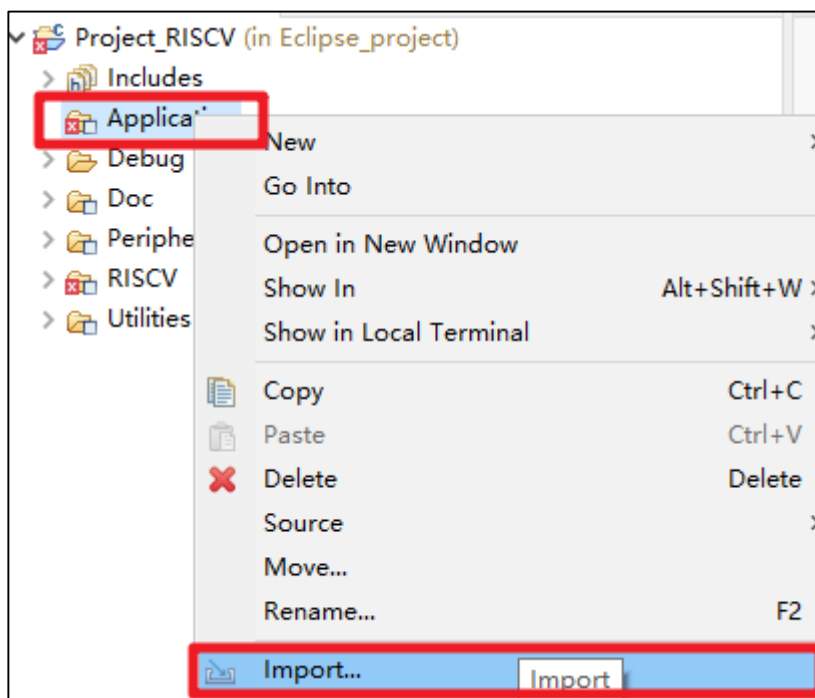 Project_RISCV (in Eclipse_project)
Includes
Applicati
Debug
Doc
Periphe
RISCV
Utilities
New
Go Into
Open in New Window
Show In Alt+Shift+W
Show in Local Terminal
Copy Ctrl+C
Paste Ctrl+V
Delete Delete
Source
Move...
Rename... F2
Import...
Import